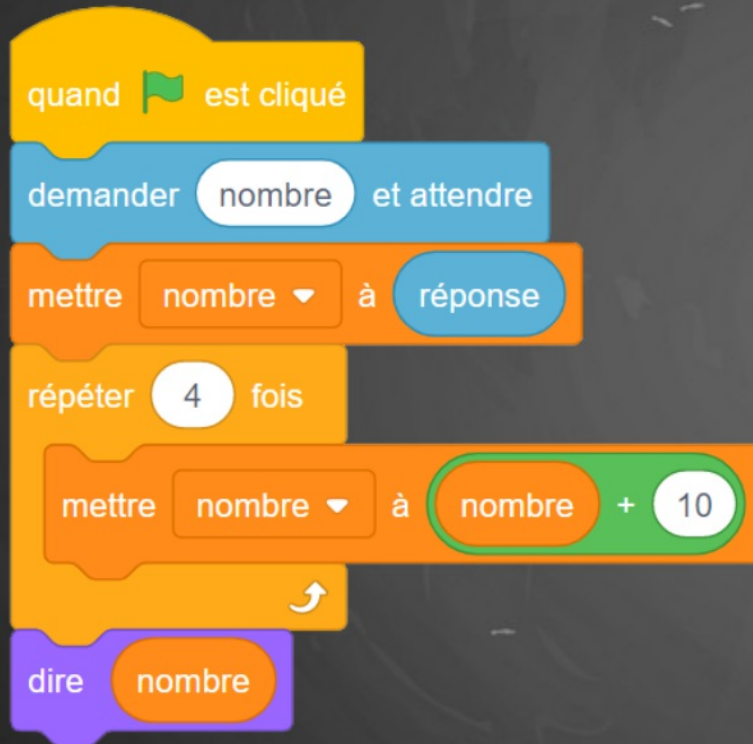 quand est cliqué
demander nombre et attendre
mettre nombre à réponse
répéter 4 fois
mettre nombre à nombre + 10
dire nombre